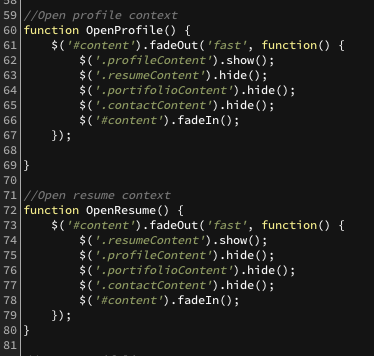 59 //Open profile context
60 function OpenProfile() {
61     $('#content').fadeOut('fast', function() {
62         $('.profileContent').show();
63         $('.resumeContent').hide();
64         $('.portifolioContent').hide();
65         $('.contactContent').hide();
66         $('#content').fadeIn();
67     });
68
69 }
70
71 //Open resume context
72 function OpenResume() {
73     $('#content').fadeOut('fast', function() {
74         $('.resumeContent').show();
75         $('.profileContent').hide();
76         $('.portifolioContent').hide();
77         $('.contactContent').hide();
78         $('#content').fadeIn();
79     });
80 }
81